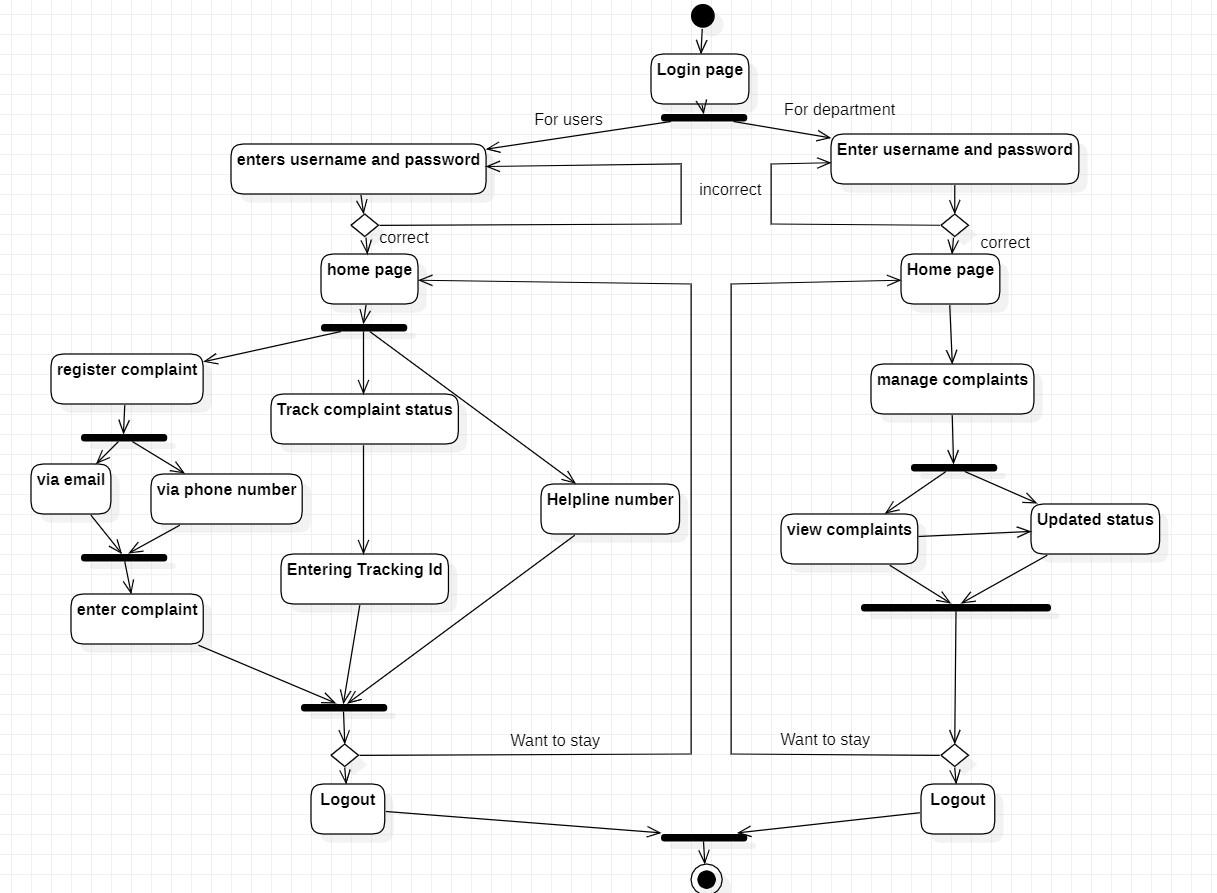 Login page
For users
For department
enters username and password
Enter username and password
incorrect
correct
correct
home page
Home page
register complaint
Track complaint status
manage complaints
via email
via phone number
Helpline number
view complaints
Updated status
Entering Tracking Id
enter complaint
Want to stay
Want to stay
Logout
Logout